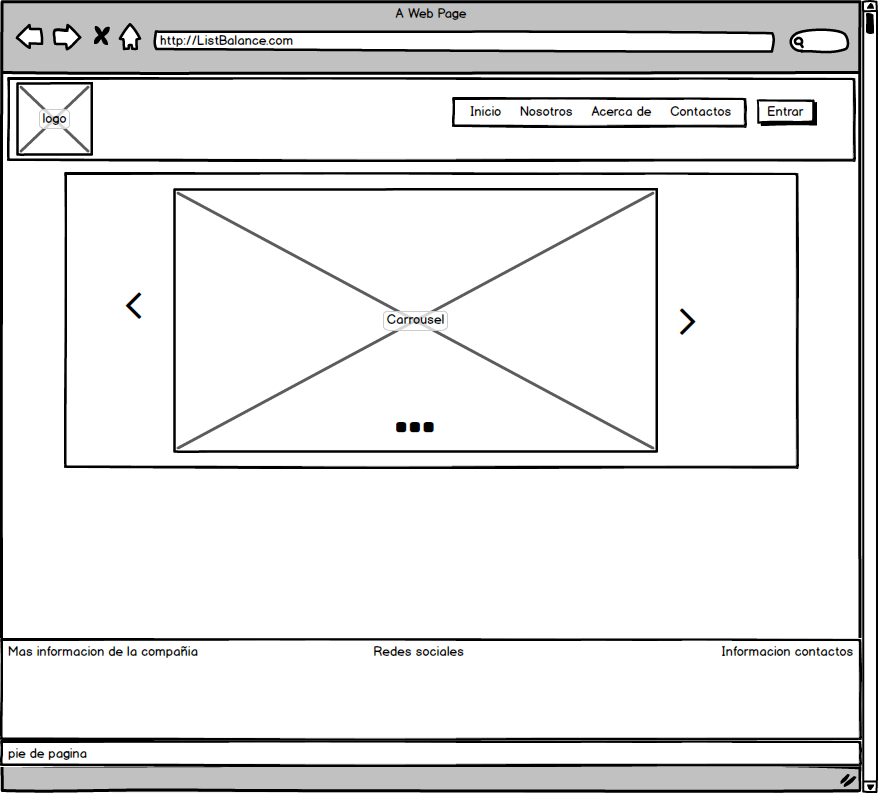 A Web Page
http://ListBalance.com
logo
Inicio Nosotros Acerca de Contactos Entrar
Carrousel
Mas informacion de la compañia Redes sociales Informacion contactos
pie de pagina